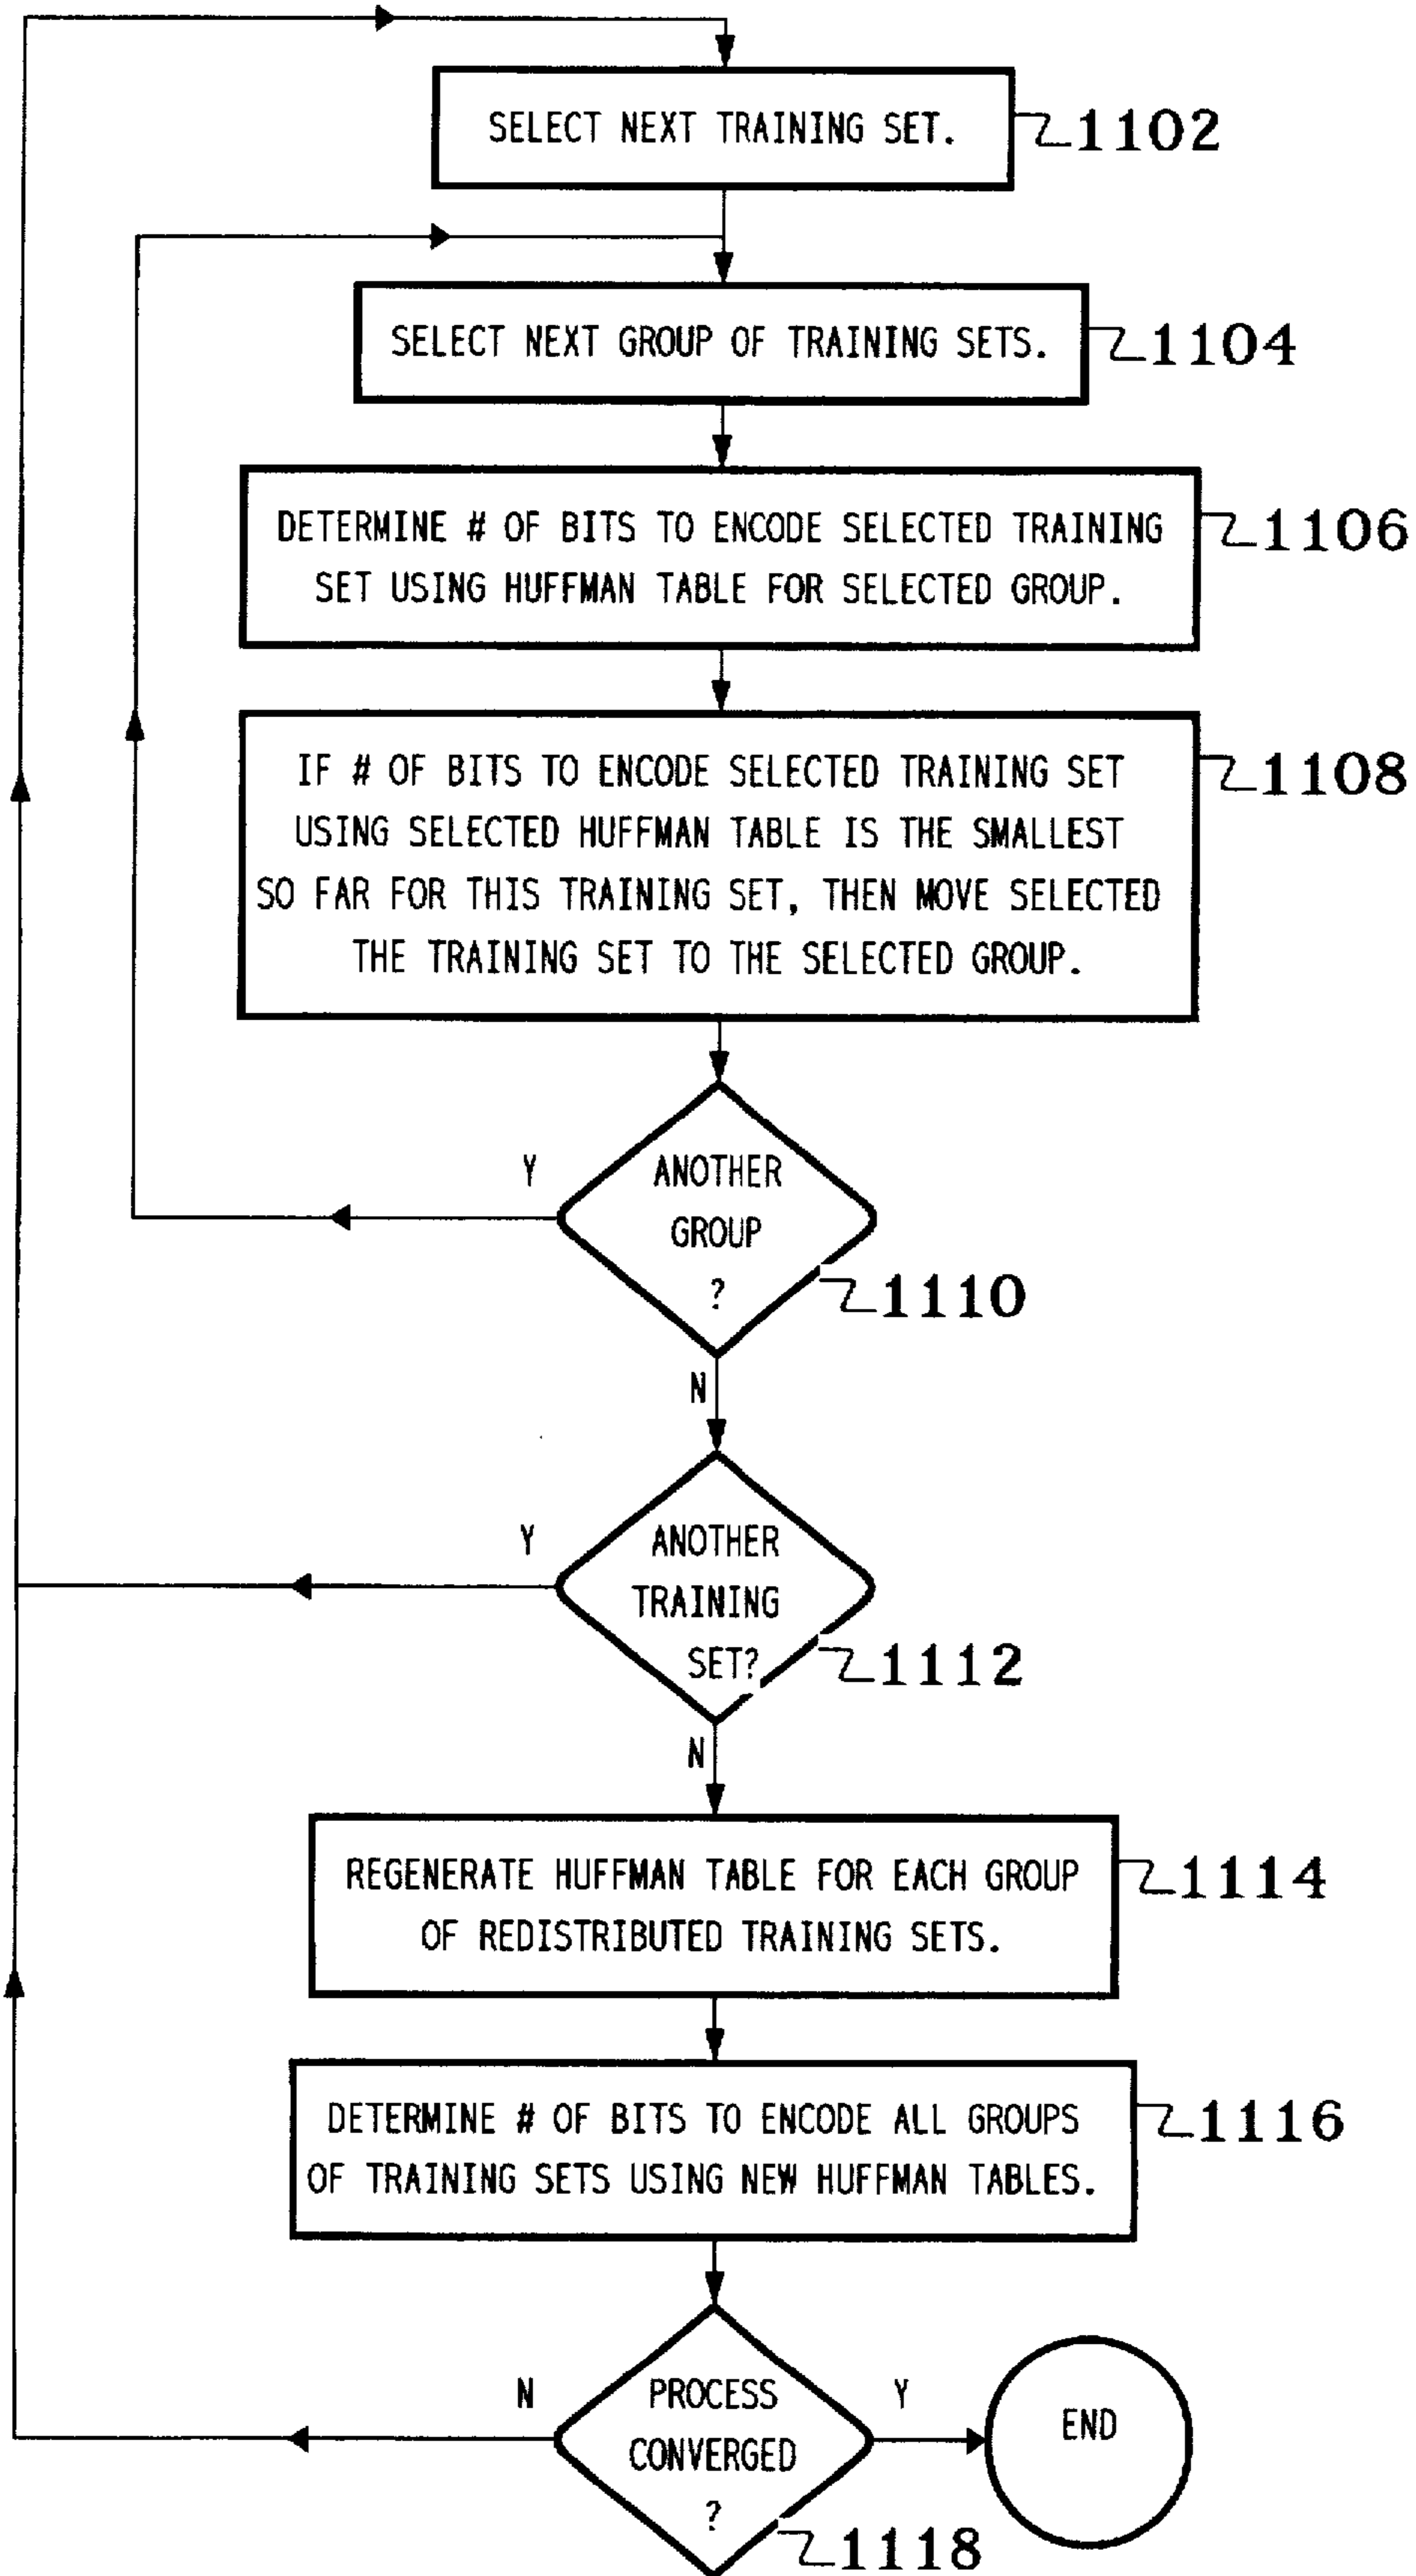 SELECT NEXT TRAINING SET.
1102
SELECT NEXT GROUP OF TRAINING SETS.
1104
DETERMINE # OF BITS TO ENCODE SELECTED TRAINING
SET USING HUFFMAN TABLE FOR SELECTED GROUP.
1106
IF # OF BITS TO ENCODE SELECTED TRAINING SET
USING SELECTED HUFFMAN TABLE IS THE SMALLEST
SO FAR FOR THIS TRAINING SET, THEN MOVE SELECTED
THE TRAINING SET TO THE SELECTED GROUP.
1108
Y
ANOTHER
GROUP
?
1110
N
Y
ANOTHER
TRAINING
SET?
1112
N
REGENERATE HUFFMAN TABLE FOR EACH GROUP
OF REDISTRIBUTED TRAINING SETS.
1114
DETERMINE # OF BITS TO ENCODE ALL GROUPS
OF TRAINING SETS USING NEW HUFFMAN TABLES.
1116
N
PROCESS
CONVERGED
?
1118
Y
END